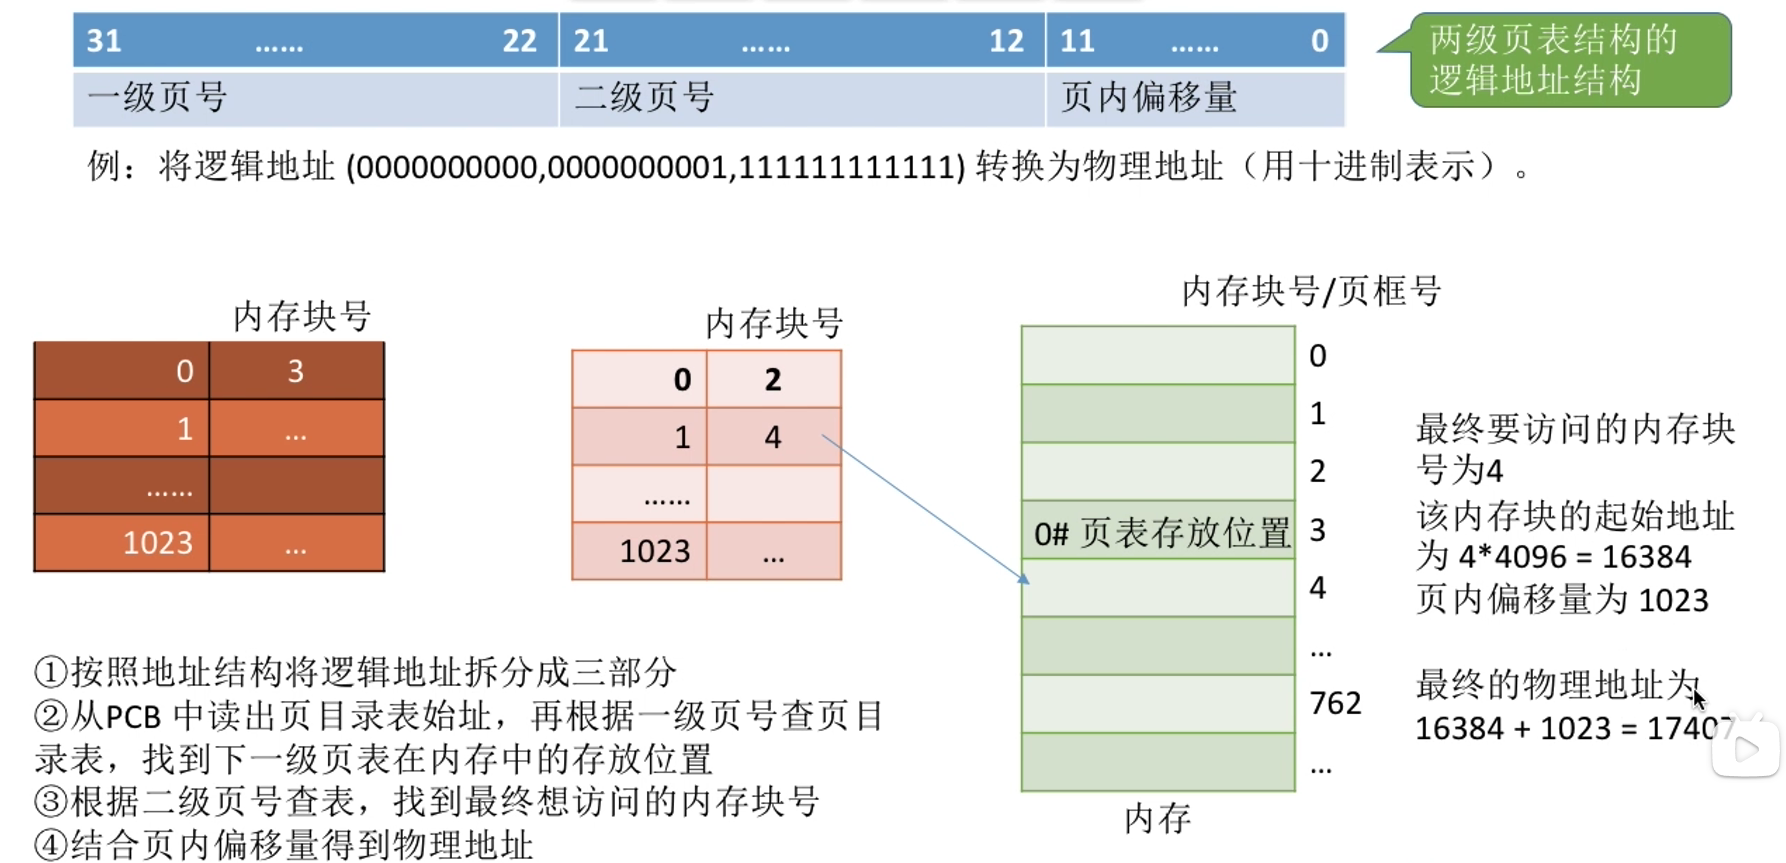 31 …… 22 21 …… 12 11 …… 0
一级页号 二级页号 页内偏移量
两级页表结构的
逻辑地址结构
例：将逻辑地址 (0000000000,0000000001,111111111111) 转换为物理地址（用十进制表示）。
内存块号
0 3
1 …
……
1023 …
内存块号
0 2
1 4
……
1023 …
内存块号/页框号
0
1
2
0# 页表存放位置 3
4
…
762
…
内存
最终要访问的内存块
号为4
该内存块的起始地址
为 4*4096 = 16384
页内偏移量为 1023
最终的物理地址为
16384 + 1023 = 17407
①按照地址结构将逻辑地址拆分成三部分
②从PCB 中读出页目录表始址，再根据一级页号查页目
录表，找到下一级页表在内存中的存放位置
③根据二级页号查表，找到最终想访问的内存块号
④结合页内偏移量得到物理地址